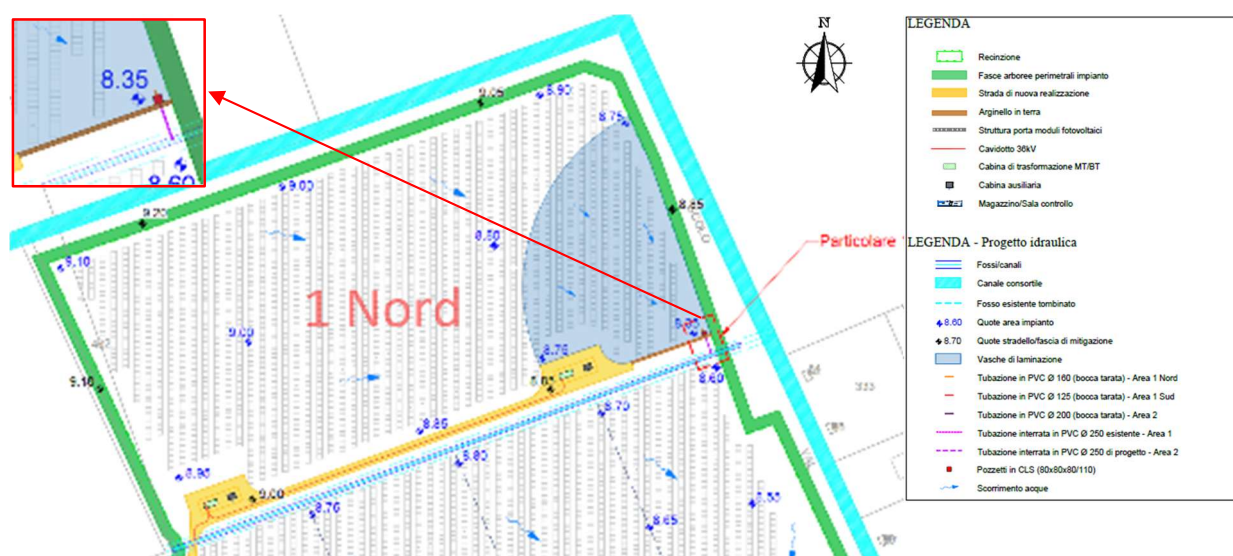 8.35
8.60
N
9.05
8.90
8.75
9.00
9.20
8.85
SCOLO
Particolare
9.10
8.80
1 Nord
9.00
8.75
8.60
9.10
8.85
8.70
8.95
9.00
8.80
8.76
8.65
8.55
LEGENDA
Recinzione
Fasce arboree perimetrali impianto
Strada di nuova realizzazione
Arginello in terra
Struttura porta moduli fotovoltaici
Cavidotto 36kV
Cabina di trasformazione MT/BT
Cabina ausiliaria
Magazzino/Sala controllo
LEGENDA - Progetto idraulica
Fossi/canali
Canale consortile
Fosso esistente tombinato
8.60 Quote area impianto
8.70 Quote stradello/fascia di mitigazione
Vasche di laminazione
Tubazione in PVC Ø 160 (bocca tarata) - Area 1 Nord
Tubazione in PVC Ø 125 (bocca tarata) - Area 1 Sud
Tubazione in PVC Ø 200 (bocca tarata) - Area 2
Tubazione interrata in PVC Ø 250 esistente - Area 1
Tubazione interrata in PVC Ø 250 di progetto - Area 2
Pozzetti in CLS (80x80x80/110)
Scorrimento acque